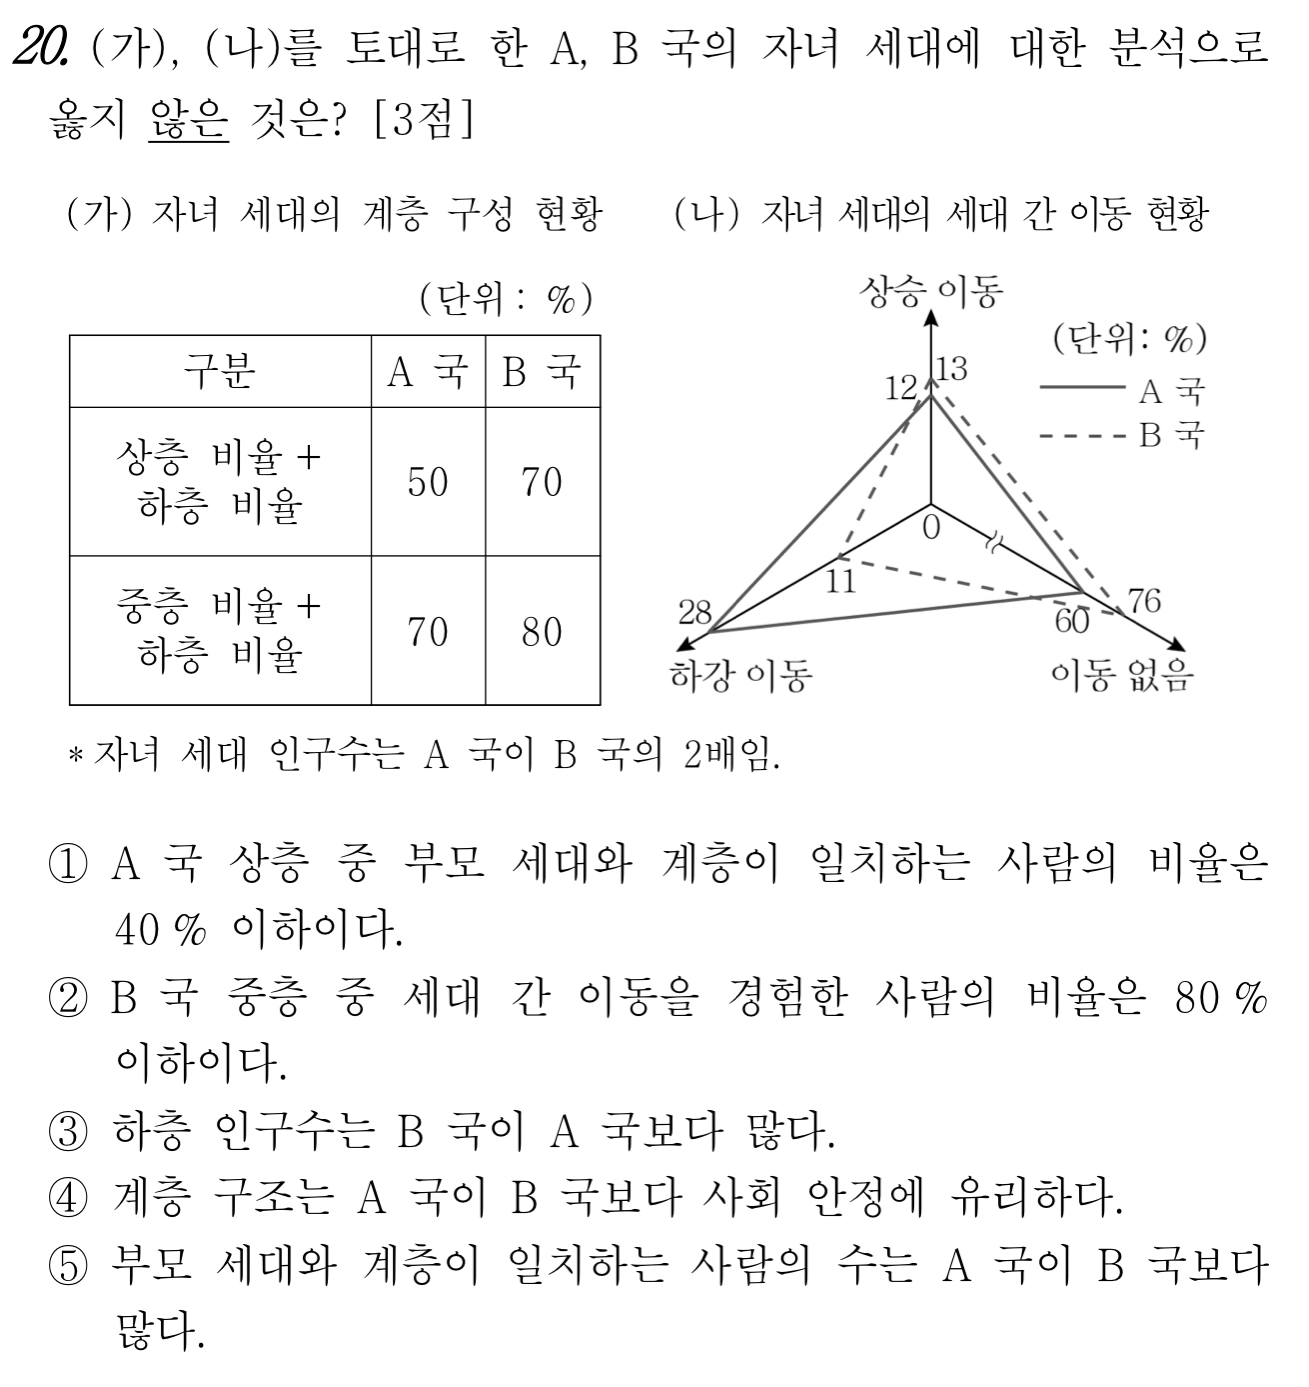 20. (가), (나)를 토대로 한 A, B 국의 자녀 세대에 대한 분석으로
옳지 않은 것은? [3점]
(가) 자녀 세대의 계층 구성 현황
(단위 : %)
구분 A 국 B 국
상층 비율 +
하층 비율
50 70
중층 비율 +
하층 비율
70 80
(나) 자녀 세대의 세대 간 이동 현황
상승 이동
(단위: %)
A 국
B 국
13
12
0
11
28
76
60
하강 이동
이동 없음
* 자녀 세대 인구수는 A 국이 B 국의 2배임.
① A 국 상층 중 부모 세대와 계층이 일치하는 사람의 비율은
40 % 이하이다.
② B 국 중층 중 세대 간 이동을 경험한 사람의 비율은 80 %
이하이다.
③ 하층 인구수는 B 국이 A 국보다 많다.
④ 계층 구조는 A 국이 B 국보다 사회 안정에 유리하다.
⑤ 부모 세대와 계층이 일치하는 사람의 수는 A 국이 B 국보다
많다.